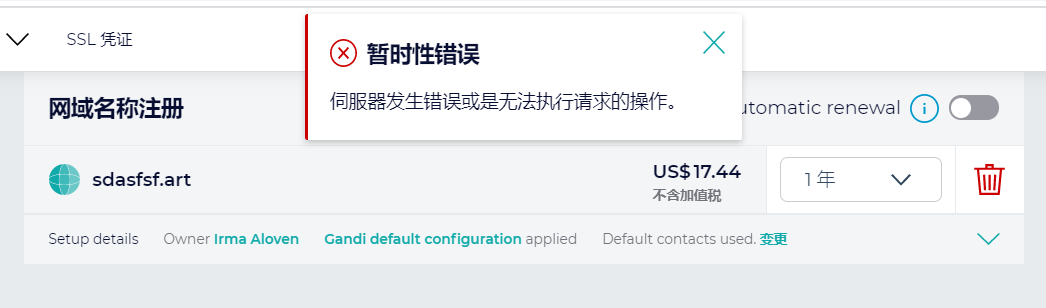 SSL 凭证
暂时性错误
伺服器发生错误或是无法执行请求的操作。
网域名称注册
utomatic renewal
sdasfsf.art
US$17.44
不含加值税
1 年
Setup details Owner Irma Aloven Gandi default configuration applied Default contacts used. 变更